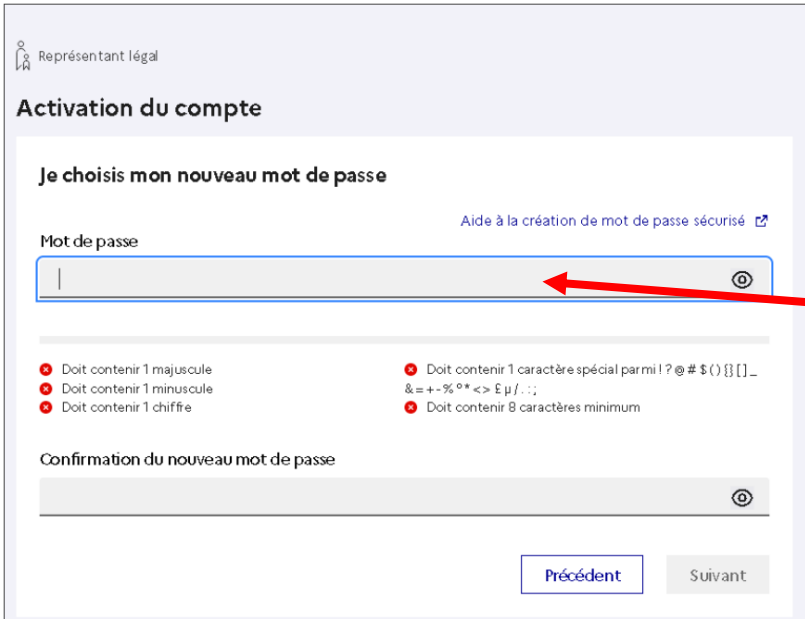 Représentant légal
Activation du compte
Je choisis mon nouveau mot de passe
Aide à la création de mot de passe sécurisé
Mot de passe
Doit contenir 1 majuscule
Doit contenir 1 minuscule
Doit contenir 1 chiffre
Doit contenir 1 caractère spécial parmi ! ? @ # $ ( ) {} [ ] _
& = + - % ° * < > £ µ / . : ;
Doit contenir 8 caractères minimum
Confirmation du nouveau mot de passe
Précédent
Suivant